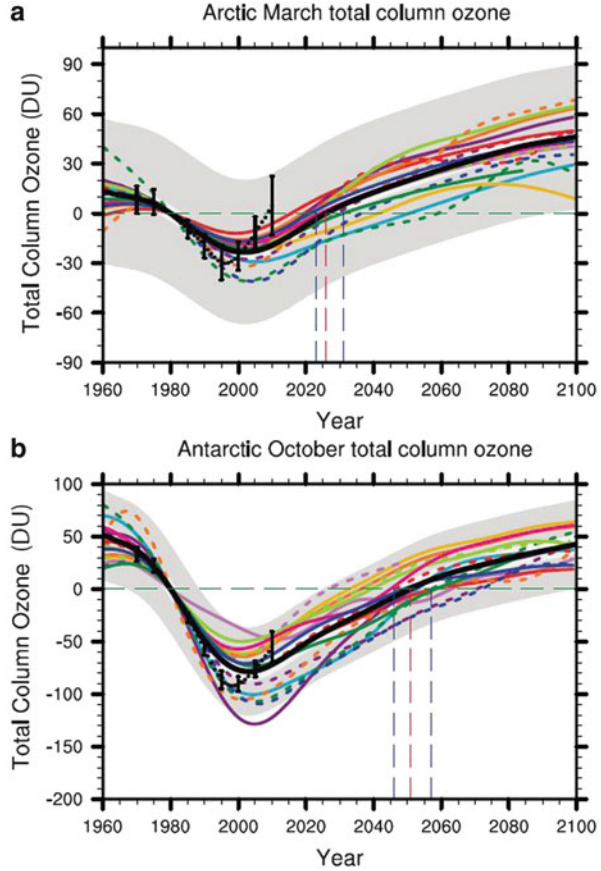 a
Arctic March total column ozone
Total Column Ozone (DU)
90
60
30
0
-30
-60
-90
1960 1980 2000 2020 2040 2060 2080 2100
Year
b
Antarctic October total column ozone
Total Column Ozone (DU)
100
50
0
-50
-100
-150
-200
1960 1980 2000 2020 2040 2060 2080 2100
Year